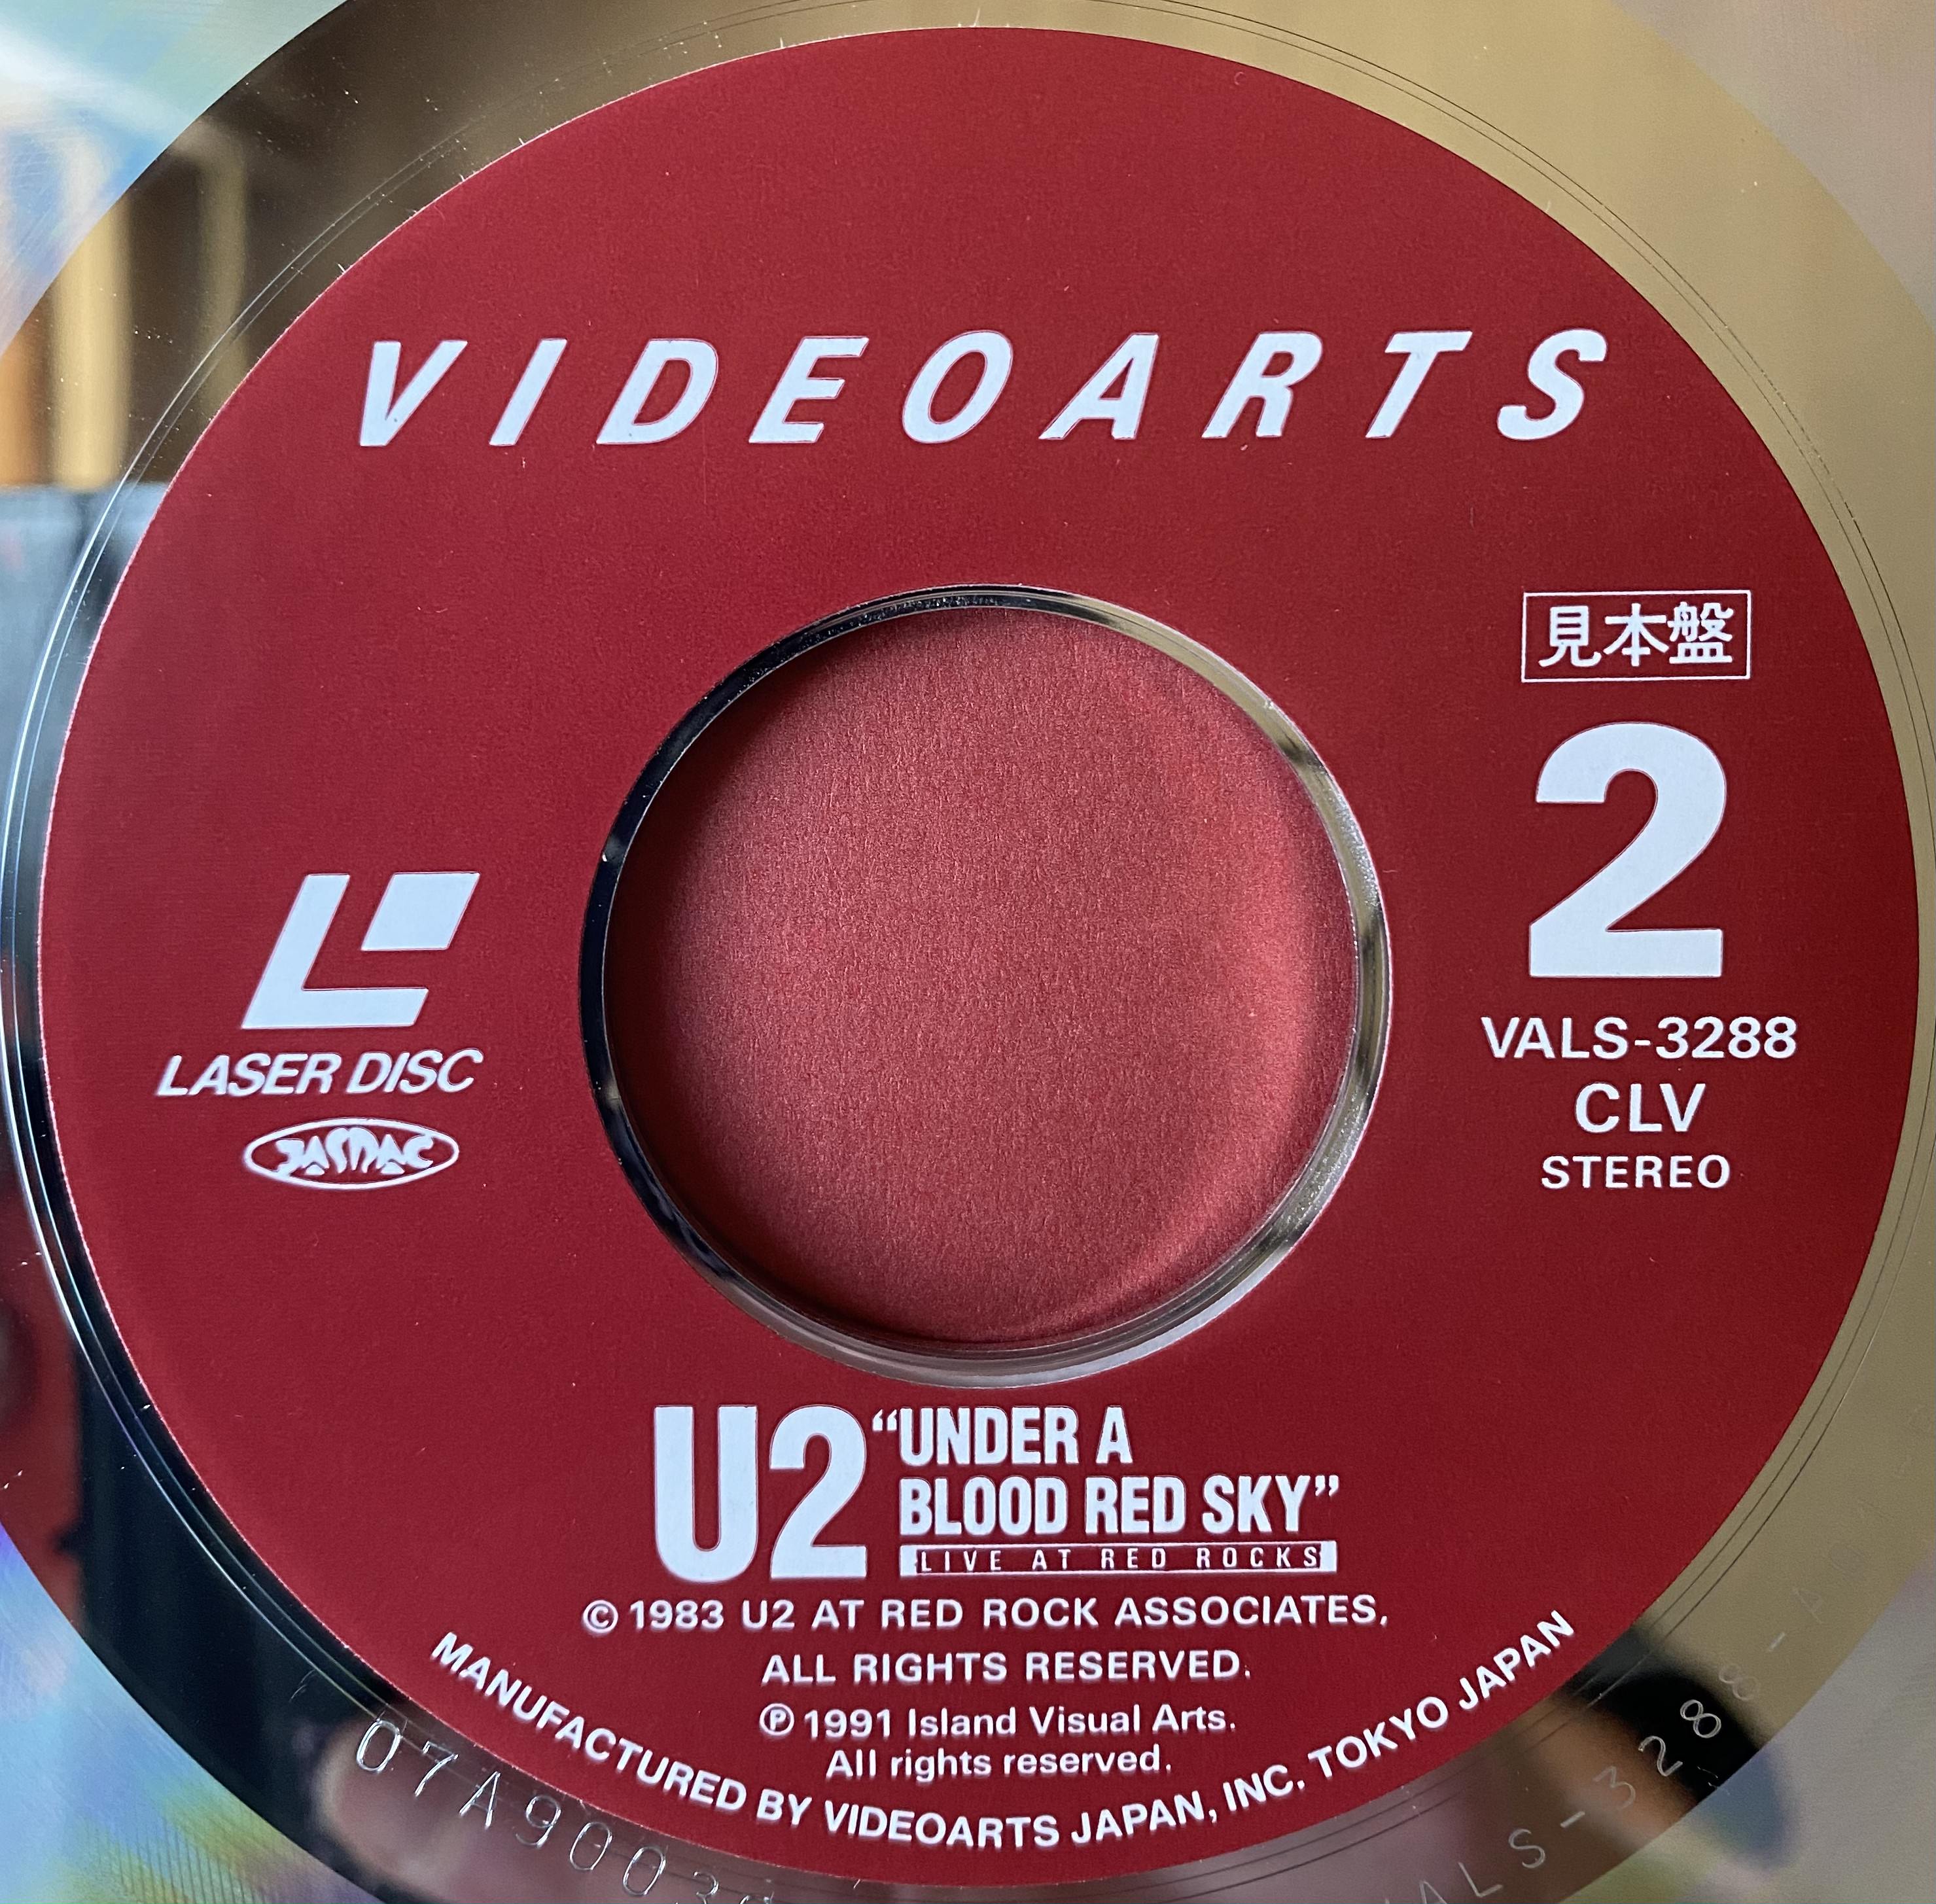 VIDEOARTS
見本盤
2
VALS-3288
CLV
STEREO
LASER DISC
JASRAC
U2 “UNDER A
BLOOD RED SKY”
LIVE AT RED ROCKS
© 1983 U2 AT RED ROCK ASSOCIATES,
ALL RIGHTS RESERVED.
℗ 1991 Island Visual Arts.
All rights reserved.
MANUFACTURED BY VIDEOARTS JAPAN, INC. TOKYO JAPAN